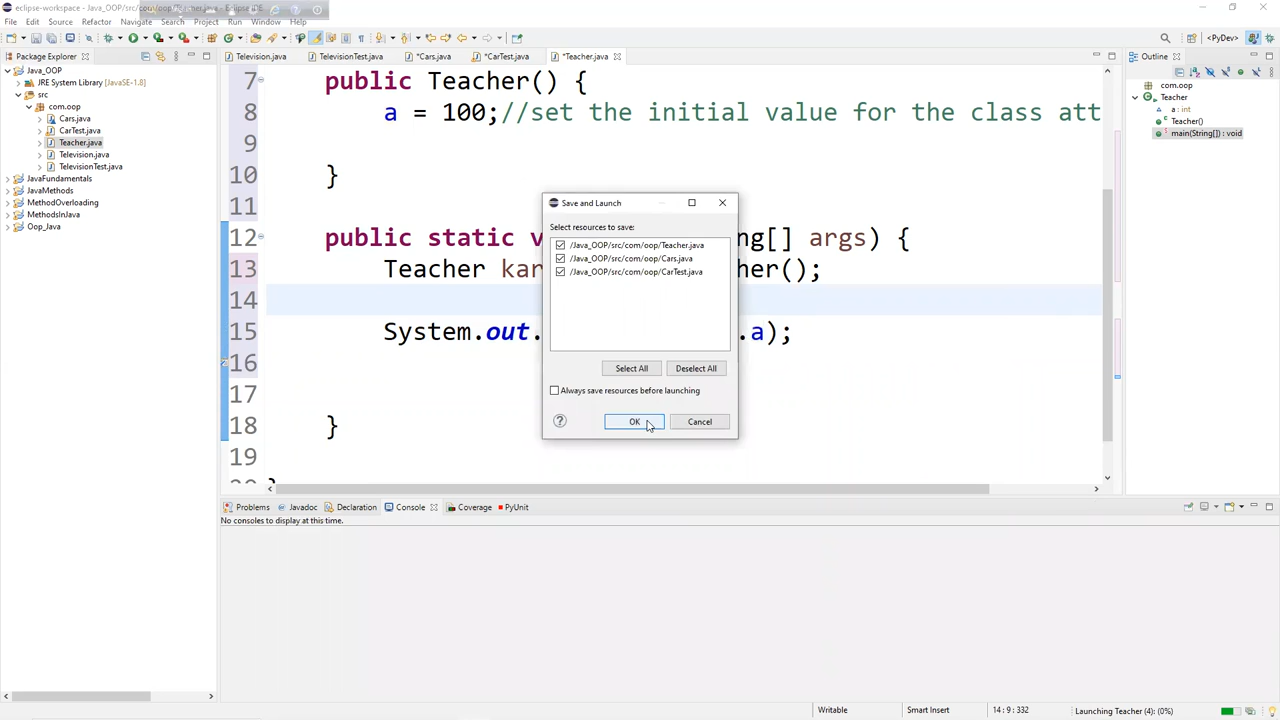 eclipse-workspace - Java_OOP/src/com/oop/Teacher.java - Eclipse IDE
File Edit Source Refactor Navigate Search Project Run Window Help
<PyDev>
Package Explorer
Television.java TelevisionTest.java *Cars.java *CarTest.java *Teacher.java
Outline
Java_OOP
JRE System Library [JavaSE-1.8]
src
com.oop
Cars.java
CarTest.java
Teacher.java
Television.java
TelevisionTest.java
JavaFundamentals
JavaMethods
MethodOverloading
MethodsInJava
Oop_Java
7 public Teacher() {
8 a = 100;//set the initial value for the class att
9
10 }
11
12 public static v ng[] args) {
13 Teacher kar her();
14
15 System.out. .a);
16
17
18 }
19
20 }
Save and Launch
Select resources to save:
/Java_OOP/src/com/oop/Teacher.java
/Java_OOP/src/com/oop/Cars.java
/Java_OOP/src/com/oop/CarTest.java
Select All Deselect All
Always save resources before launching
? OK Cancel
com.oop
Teacher
a : int
Teacher()
main(String[]) : void
Problems Javadoc Declaration Console Coverage PyUnit
No consoles to display at this time.
Writable Smart Insert 14 : 9 : 332 Launching Teacher (4): (0%)